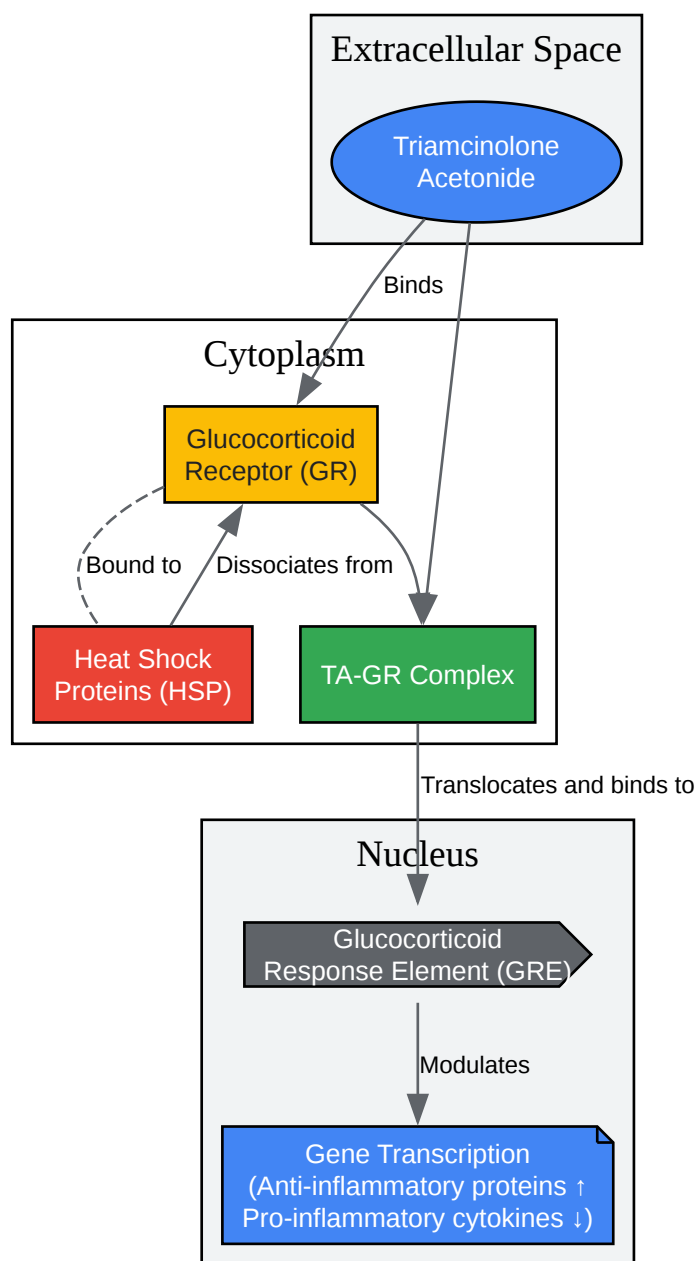 Extracellular Space
Triamcinolone
Acetonide
Binds
Cytoplasm
Glucocorticoid
Receptor (GR)
Bound to
Dissociates from
Heat Shock
Proteins (HSP)
TA-GR Complex
Translocates and binds to
Nucleus
Glucocorticoid
Response Element (GRE)
Modulates
Gene Transcription
(Anti-inflammatory proteins ↑
Pro-inflammatory cytokines ↓)